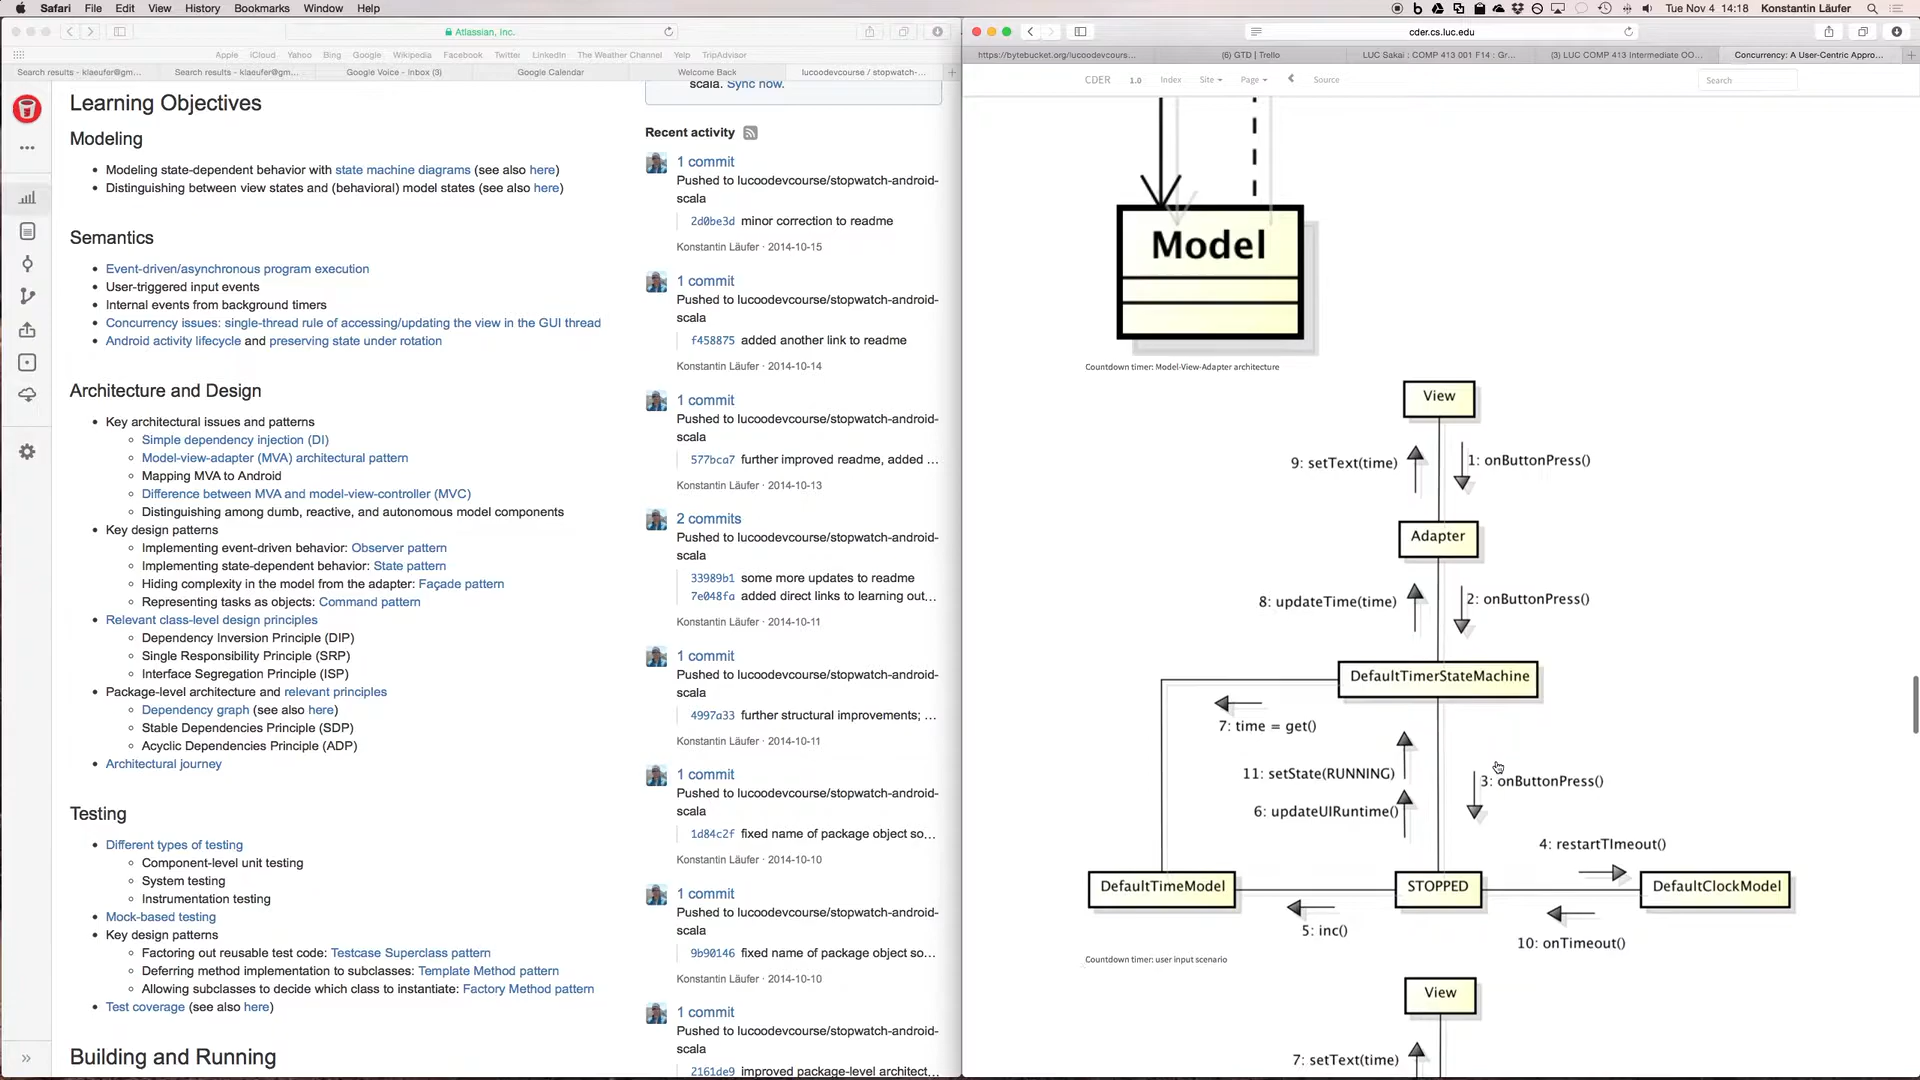 Safari File Edit View History Bookmarks Window Help
Tue Nov 4 14:18 Konstantin Läufer
Atlassian, Inc.
Apple iCloud Yahoo Bing Google Wikipedia Facebook Twitter LinkedIn The Weather Channel Yelp TripAdvisor
Search results - klaeufer@gm... Search results - klaeufer@gm... Google Voice - Inbox (3) Google Calendar Welcome Back lucoodevcourse / stopwatch-...
Learning Objectives
Modeling
Modeling state-dependent behavior with state machine diagrams (see also here)
Distinguishing between view states and (behavioral) model states (see also here)
Semantics
Event-driven/asynchronous program execution
User-triggered input events
Internal events from background timers
Concurrency issues: single-thread rule of accessing/updating the view in the GUI thread
Android activity lifecycle and preserving state under rotation
Architecture and Design
Key architectural issues and patterns
Simple dependency injection (DI)
Model-view-adapter (MVA) architectural pattern
Mapping MVA to Android
Difference between MVA and model-view-controller (MVC)
Distinguishing among dumb, reactive, and autonomous model components
Key design patterns
Implementing event-driven behavior: Observer pattern
Implementing state-dependent behavior: State pattern
Hiding complexity in the model from the adapter: Façade pattern
Representing tasks as objects: Command pattern
Relevant class-level design principles
Dependency Inversion Principle (DIP)
Single Responsibility Principle (SRP)
Interface Segregation Principle (ISP)
Package-level architecture and relevant principles
Dependency graph (see also here)
Stable Dependencies Principle (SDP)
Acyclic Dependencies Principle (ADP)
Architectural journey
Testing
Different types of testing
Component-level unit testing
System testing
Instrumentation testing
Mock-based testing
Key design patterns
Factoring out reusable test code: Testcase Superclass pattern
Deferring method implementation to subclasses: Template Method pattern
Allowing subclasses to decide which class to instantiate: Factory Method pattern
Test coverage (see also here)
Building and Running
scala. Sync now.
Recent activity
1 commit
Pushed to lucoodevcourse/stopwatch-android-
scala
2d0be3d minor correction to readme
Konstantin Läufer · 2014-10-15
1 commit
Pushed to lucoodevcourse/stopwatch-android-
scala
f458875 added another link to readme
Konstantin Läufer · 2014-10-14
1 commit
Pushed to lucoodevcourse/stopwatch-android-
scala
577bca7 further improved readme, added ...
Konstantin Läufer · 2014-10-13
2 commits
Pushed to lucoodevcourse/stopwatch-android-
scala
33989b1 some more updates to readme
7e048fa added direct links to learning out...
Konstantin Läufer · 2014-10-11
1 commit
Pushed to lucoodevcourse/stopwatch-android-
scala
4997a33 further structural improvements; ...
Konstantin Läufer · 2014-10-11
1 commit
Pushed to lucoodevcourse/stopwatch-android-
scala
1d84c2f fixed name of package object so...
Konstantin Läufer · 2014-10-10
1 commit
Pushed to lucoodevcourse/stopwatch-android-
scala
9b90146 fixed name of package object so...
Konstantin Läufer · 2014-10-10
1 commit
Pushed to lucoodevcourse/stopwatch-android-
scala
2161de9 improved package-level architect...
cder.cs.luc.edu
https://bytebucket.org/lucoodevcours... (6) GTD | Trello LUC Sakai : COMP 413 001 F14 : Gr... (3) LUC COMP 413 Intermediate OO... Concurrency: A User-Centric Appro...
CDER 1.0 Index Site Page Source Search
Model
Countdown timer: Model-View-Adapter architecture
View
9: setText(time)
1: onButtonPress()
Adapter
8: updateTime(time)
2: onButtonPress()
DefaultTimerStateMachine
7: time = get()
11: setState(RUNNING)
3: onButtonPress()
6: updateUIRuntime()
4: restartTImeout()
DefaultTimeModel
STOPPED
DefaultClockModel
5: inc()
10: onTimeout()
Countdown timer: user input scenario
View
7: setText(time)